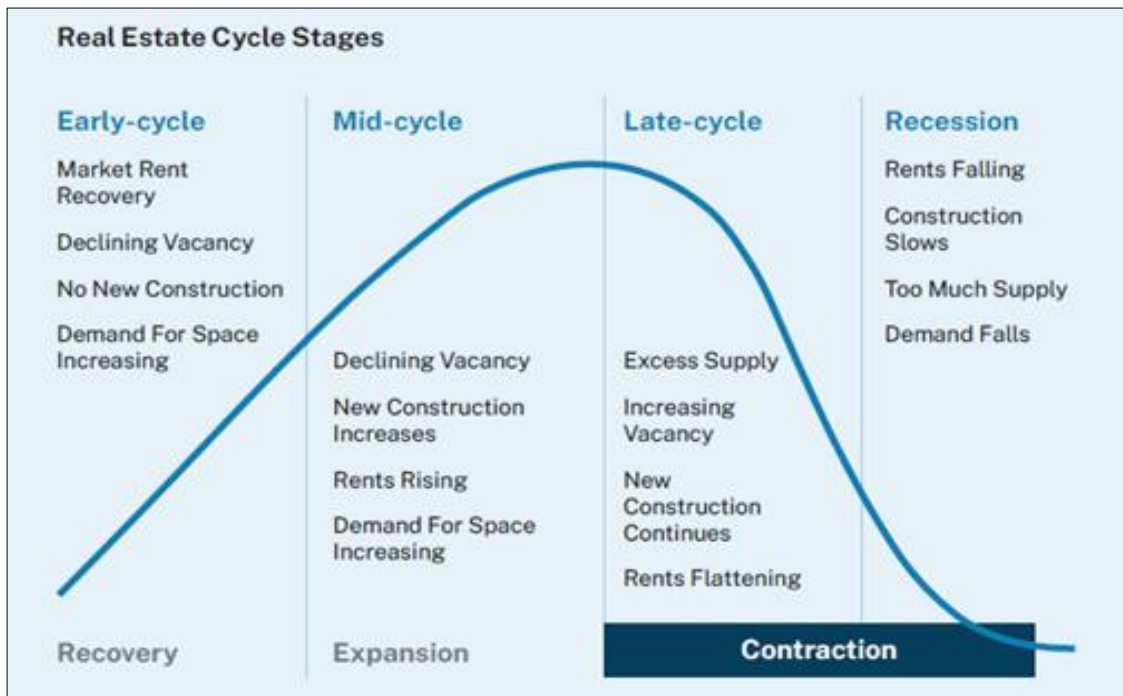 Real Estate Cycle Stages
Early-cycle
Market Rent
Recovery
Declining Vacancy
No New Construction
Demand For Space
Increasing
Mid-cycle
Declining Vacancy
New Construction
Increases
Rents Rising
Demand For Space
Increasing
Late-cycle
Excess Supply
Increasing
Vacancy
New
Construction
Continues
Rents Flattening
Recession
Rents Falling
Construction
Slows
Too Much Supply
Demand Falls
Recovery
Expansion
Contraction